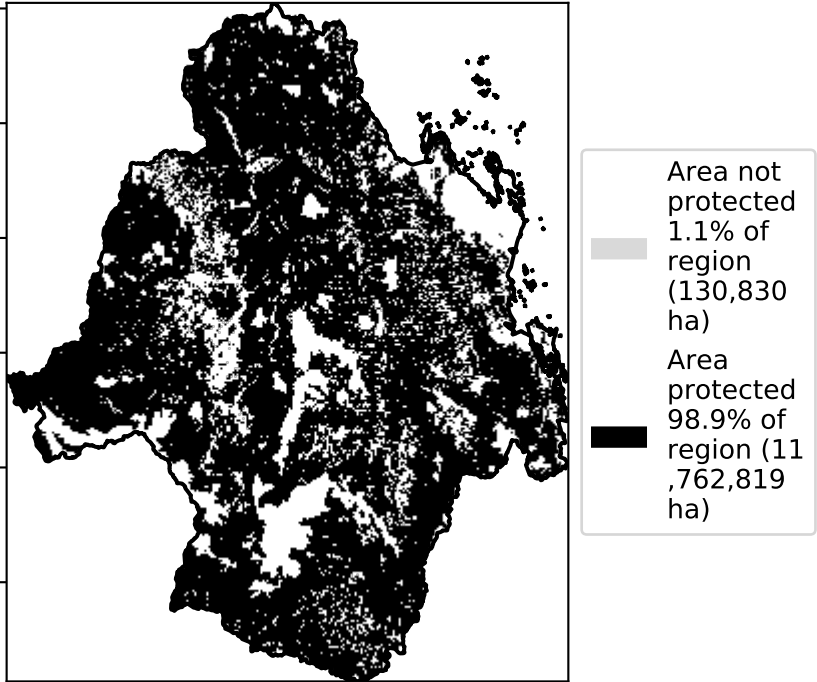 Area not
protected
1.1% of
region
(130,830
ha)
Area
protected
98.9% of
region (11
,762,819
ha)